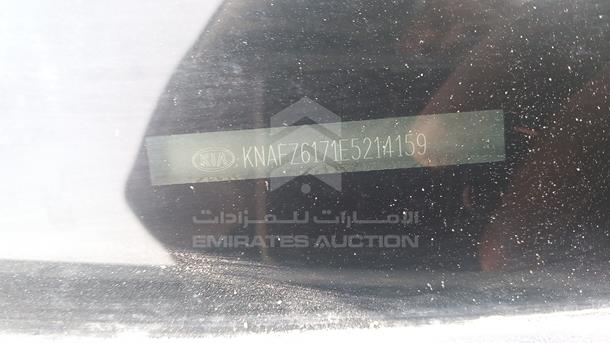 KIA KNAFZ6171E5214159
الإمارات للمزادات
EMIRATES AUCTION